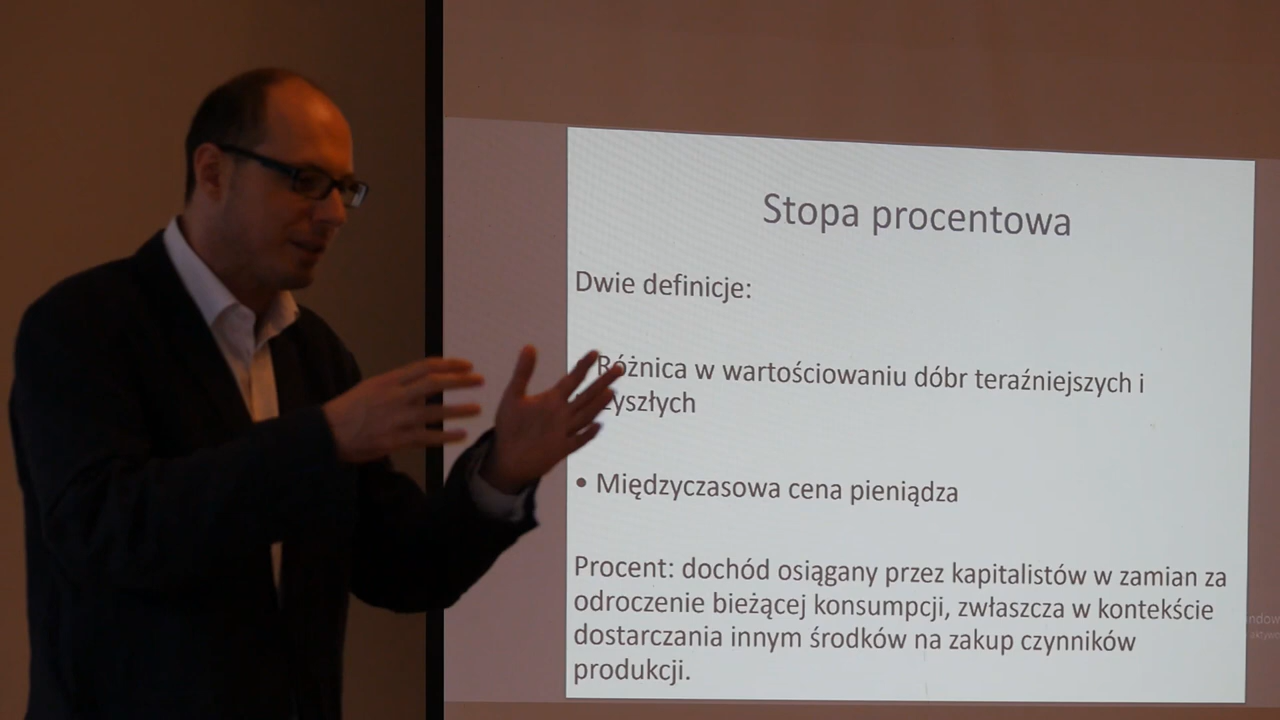 Stopa procentowa
Dwie definicje:
Różnica w wartościowaniu dóbr teraźniejszych i
• Międzyczasowa cena pieniądza
Procent: dochód osiągany przez kapitalistów w zamian za
odroczenie bieżącej konsumpcji, zwłaszcza w kontekście
dostarczania innym środków na zakup czynników
produkcji.